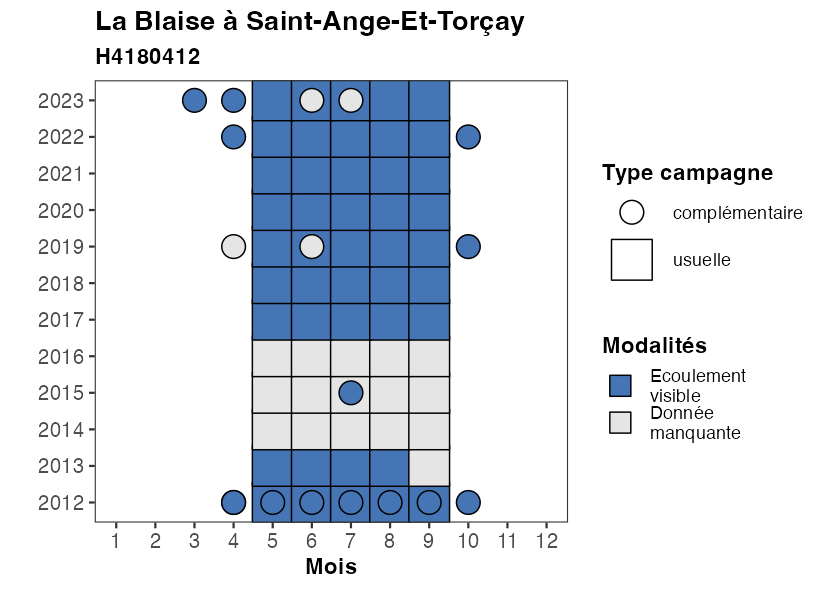 La Blaise à Saint-Ange-Et-Torçay
H4180412
2023
2022
2021
2020
2019
2018
2017
2016
2015
2014
2013
2012
1 2 3 4 5 6 7 8 9 10 11 12
Mois
Type campagne
complémentaire
usuelle
Modalités
Ecoulement
visible
Donnée
manquante